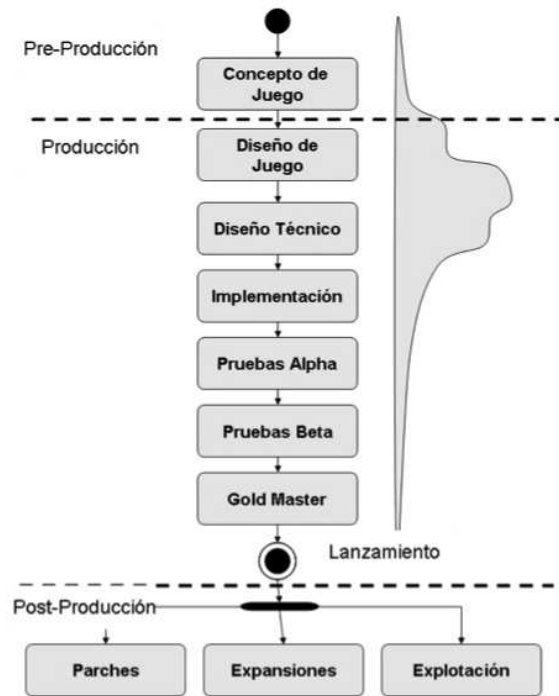 Pre-Producción
Concepto de
Juego
Producción
Diseño de
Juego
Diseño Técnico
Implementación
Pruebas Alpha
Pruebas Beta
Gold Master
Lanzamiento
Post-Producción
Parches
Expansiones
Explotación